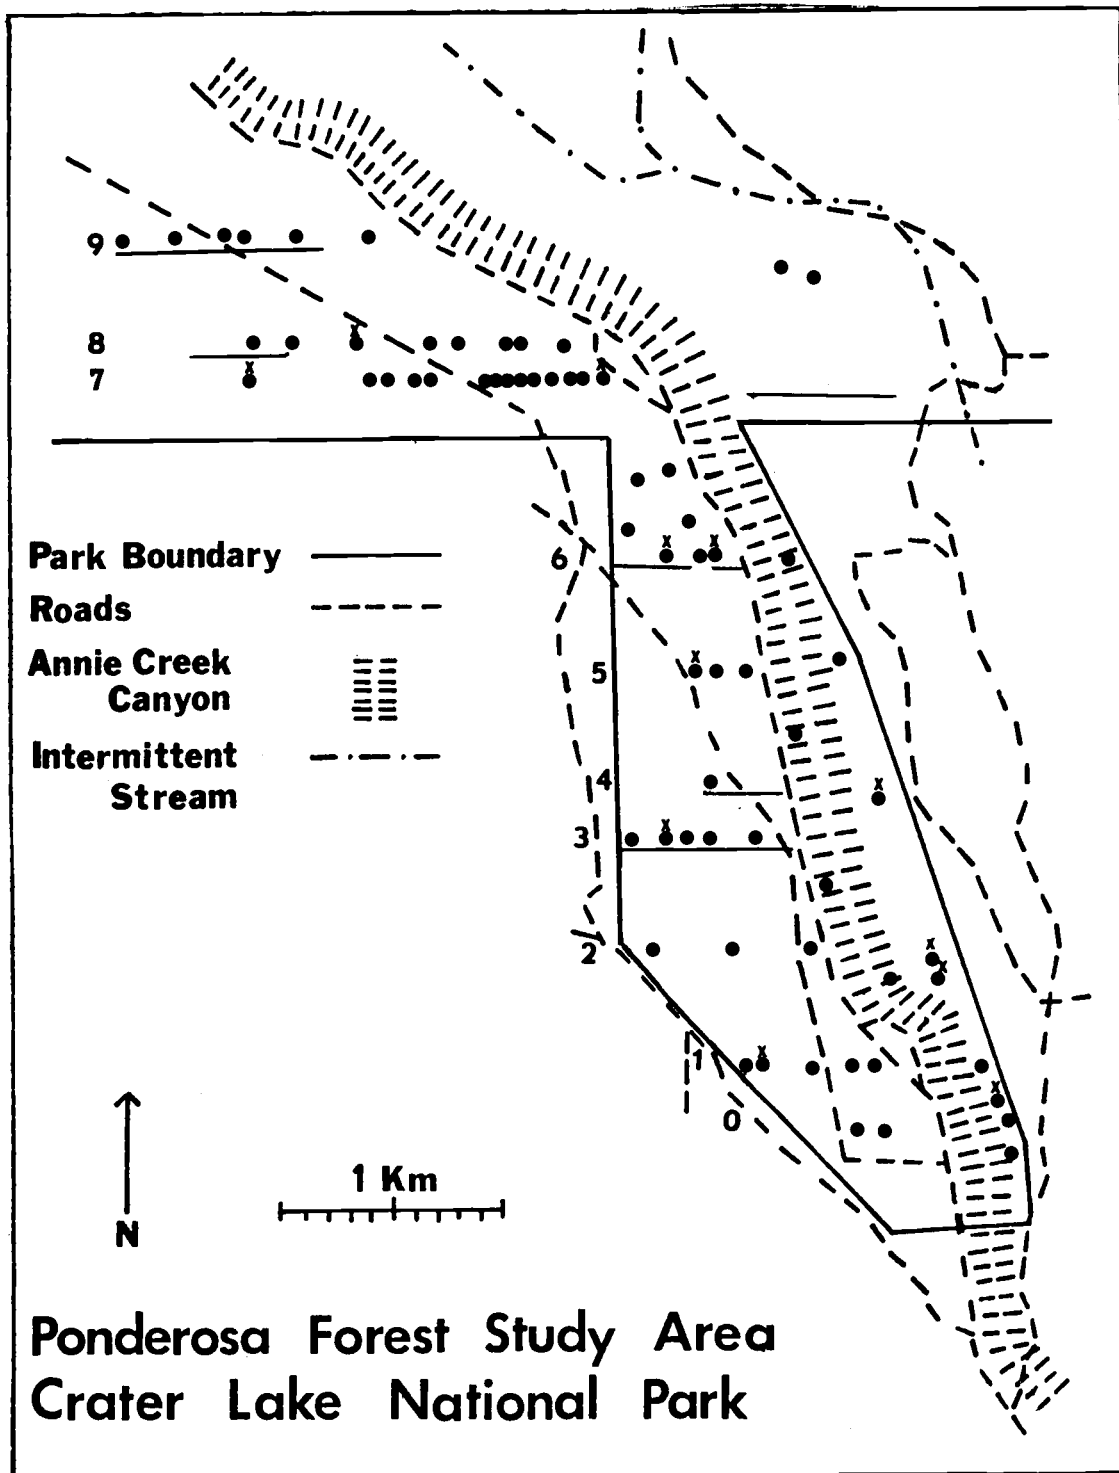 9
8
7
6
5
4
3
2
1
0
x
x
x
x
x
x
x
x
x
x
x
x
Park Boundary
Roads
Annie Creek
Canyon
Intermittent
Stream
1 Km
N
Ponderosa Forest Study Area
Crater Lake National Park